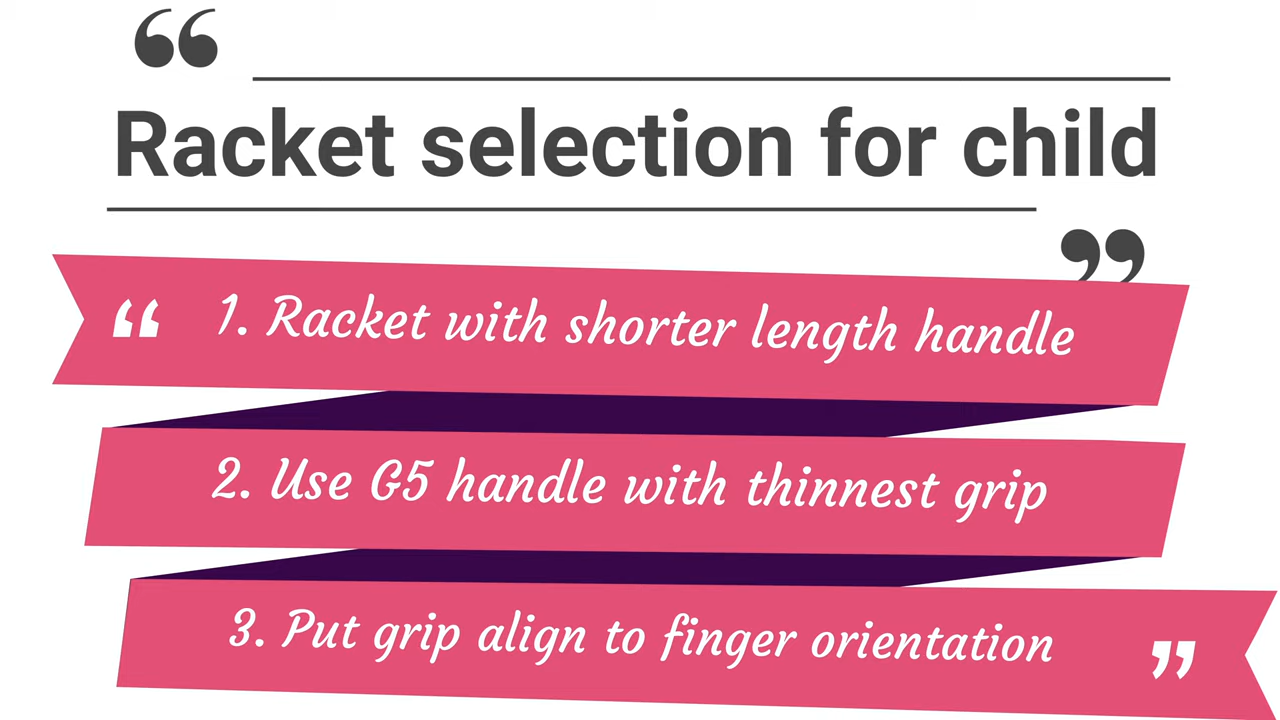 “
Racket selection for child
”
“ 1. Racket with shorter length handle
2. Use G5 handle with thinnest grip
3. Put grip align to finger orientation ”